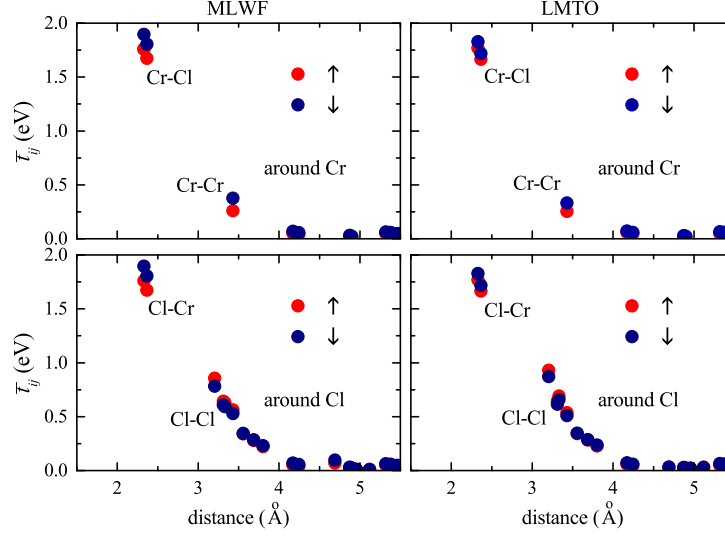 MLWF LMTO
2.0
1.5
1.0
0.5
0.0
t̅ij (eV)
Cr-Cl
↑
↓
around Cr
Cr-Cr
Cr-Cl
↑
↓
around Cr
Cr-Cr
2.0
1.5
1.0
0.5
0.0
t̅ij (eV)
Cl-Cr
↑
↓
around Cl
Cl-Cl
Cl-Cr
↑
↓
around Cl
Cl-Cl
2 3 4 5 2 3 4 5
distance (Å) distance (Å)